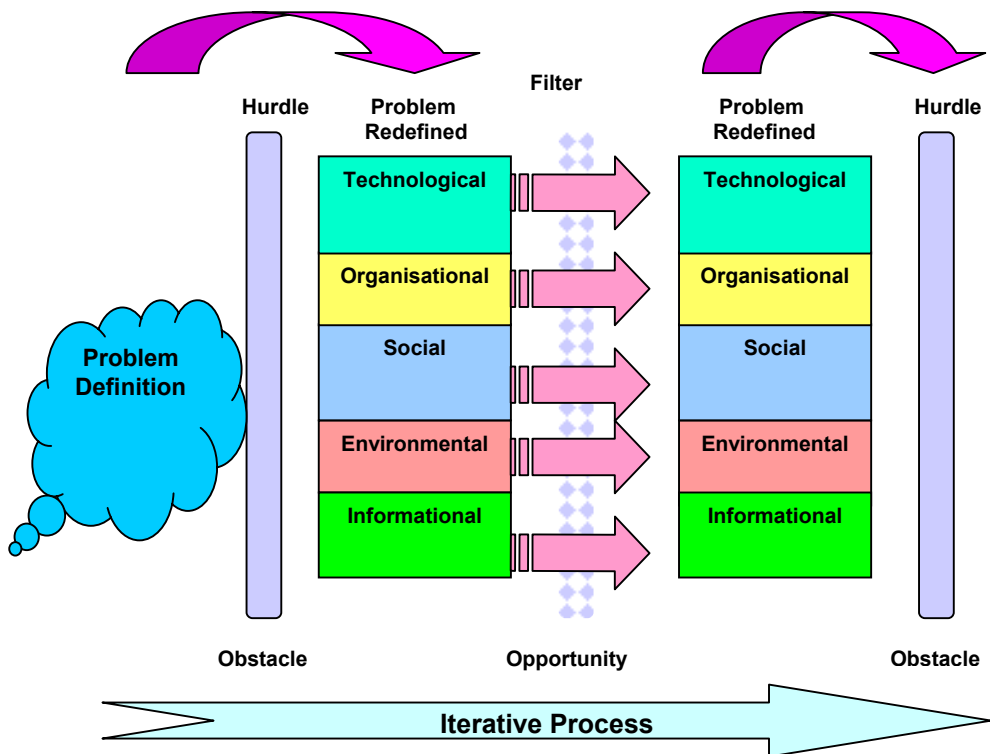 Filter
Hurdle
Problem
Redefined
Problem
Redefined
Hurdle
Technological
Organisational
Social
Environmental
Informational
Technological
Organisational
Social
Environmental
Informational
Problem
Definition
Obstacle
Opportunity
Obstacle
Iterative Process